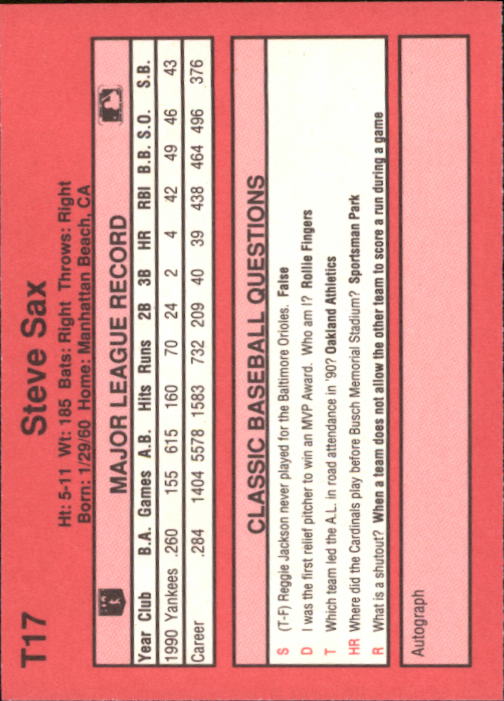 T17 Steve Sax
Ht: 5-11 Wt: 185 Bats: Right Throws: Right
Born: 1/29/60 Home: Manhattan Beach, CA
MAJOR LEAGUE RECORD
Year Club B.A. Games A.B. Hits Runs 2B 3B HR RBI B.B. S.O. S.B.
1990 Yankees .260 155 615 160 70 24 2 4 42 49 46 43
Career .284 1404 5578 1583 732 209 40 39 438 464 496 376
CLASSIC BASEBALL QUESTIONS
S (T-F) Reggie Jackson never played for the Baltimore Orioles. False
D I was the first relief pitcher to win an MVP Award. Who am I? Rollie Fingers
T Which team led the A.L. in road attendance in '90? Oakland Athletics
HR Where did the Cardinals play before Busch Memorial Stadium? Sportsman Park
R What is a shutout? When a team does not allow the other team to score a run during a game
Autograph